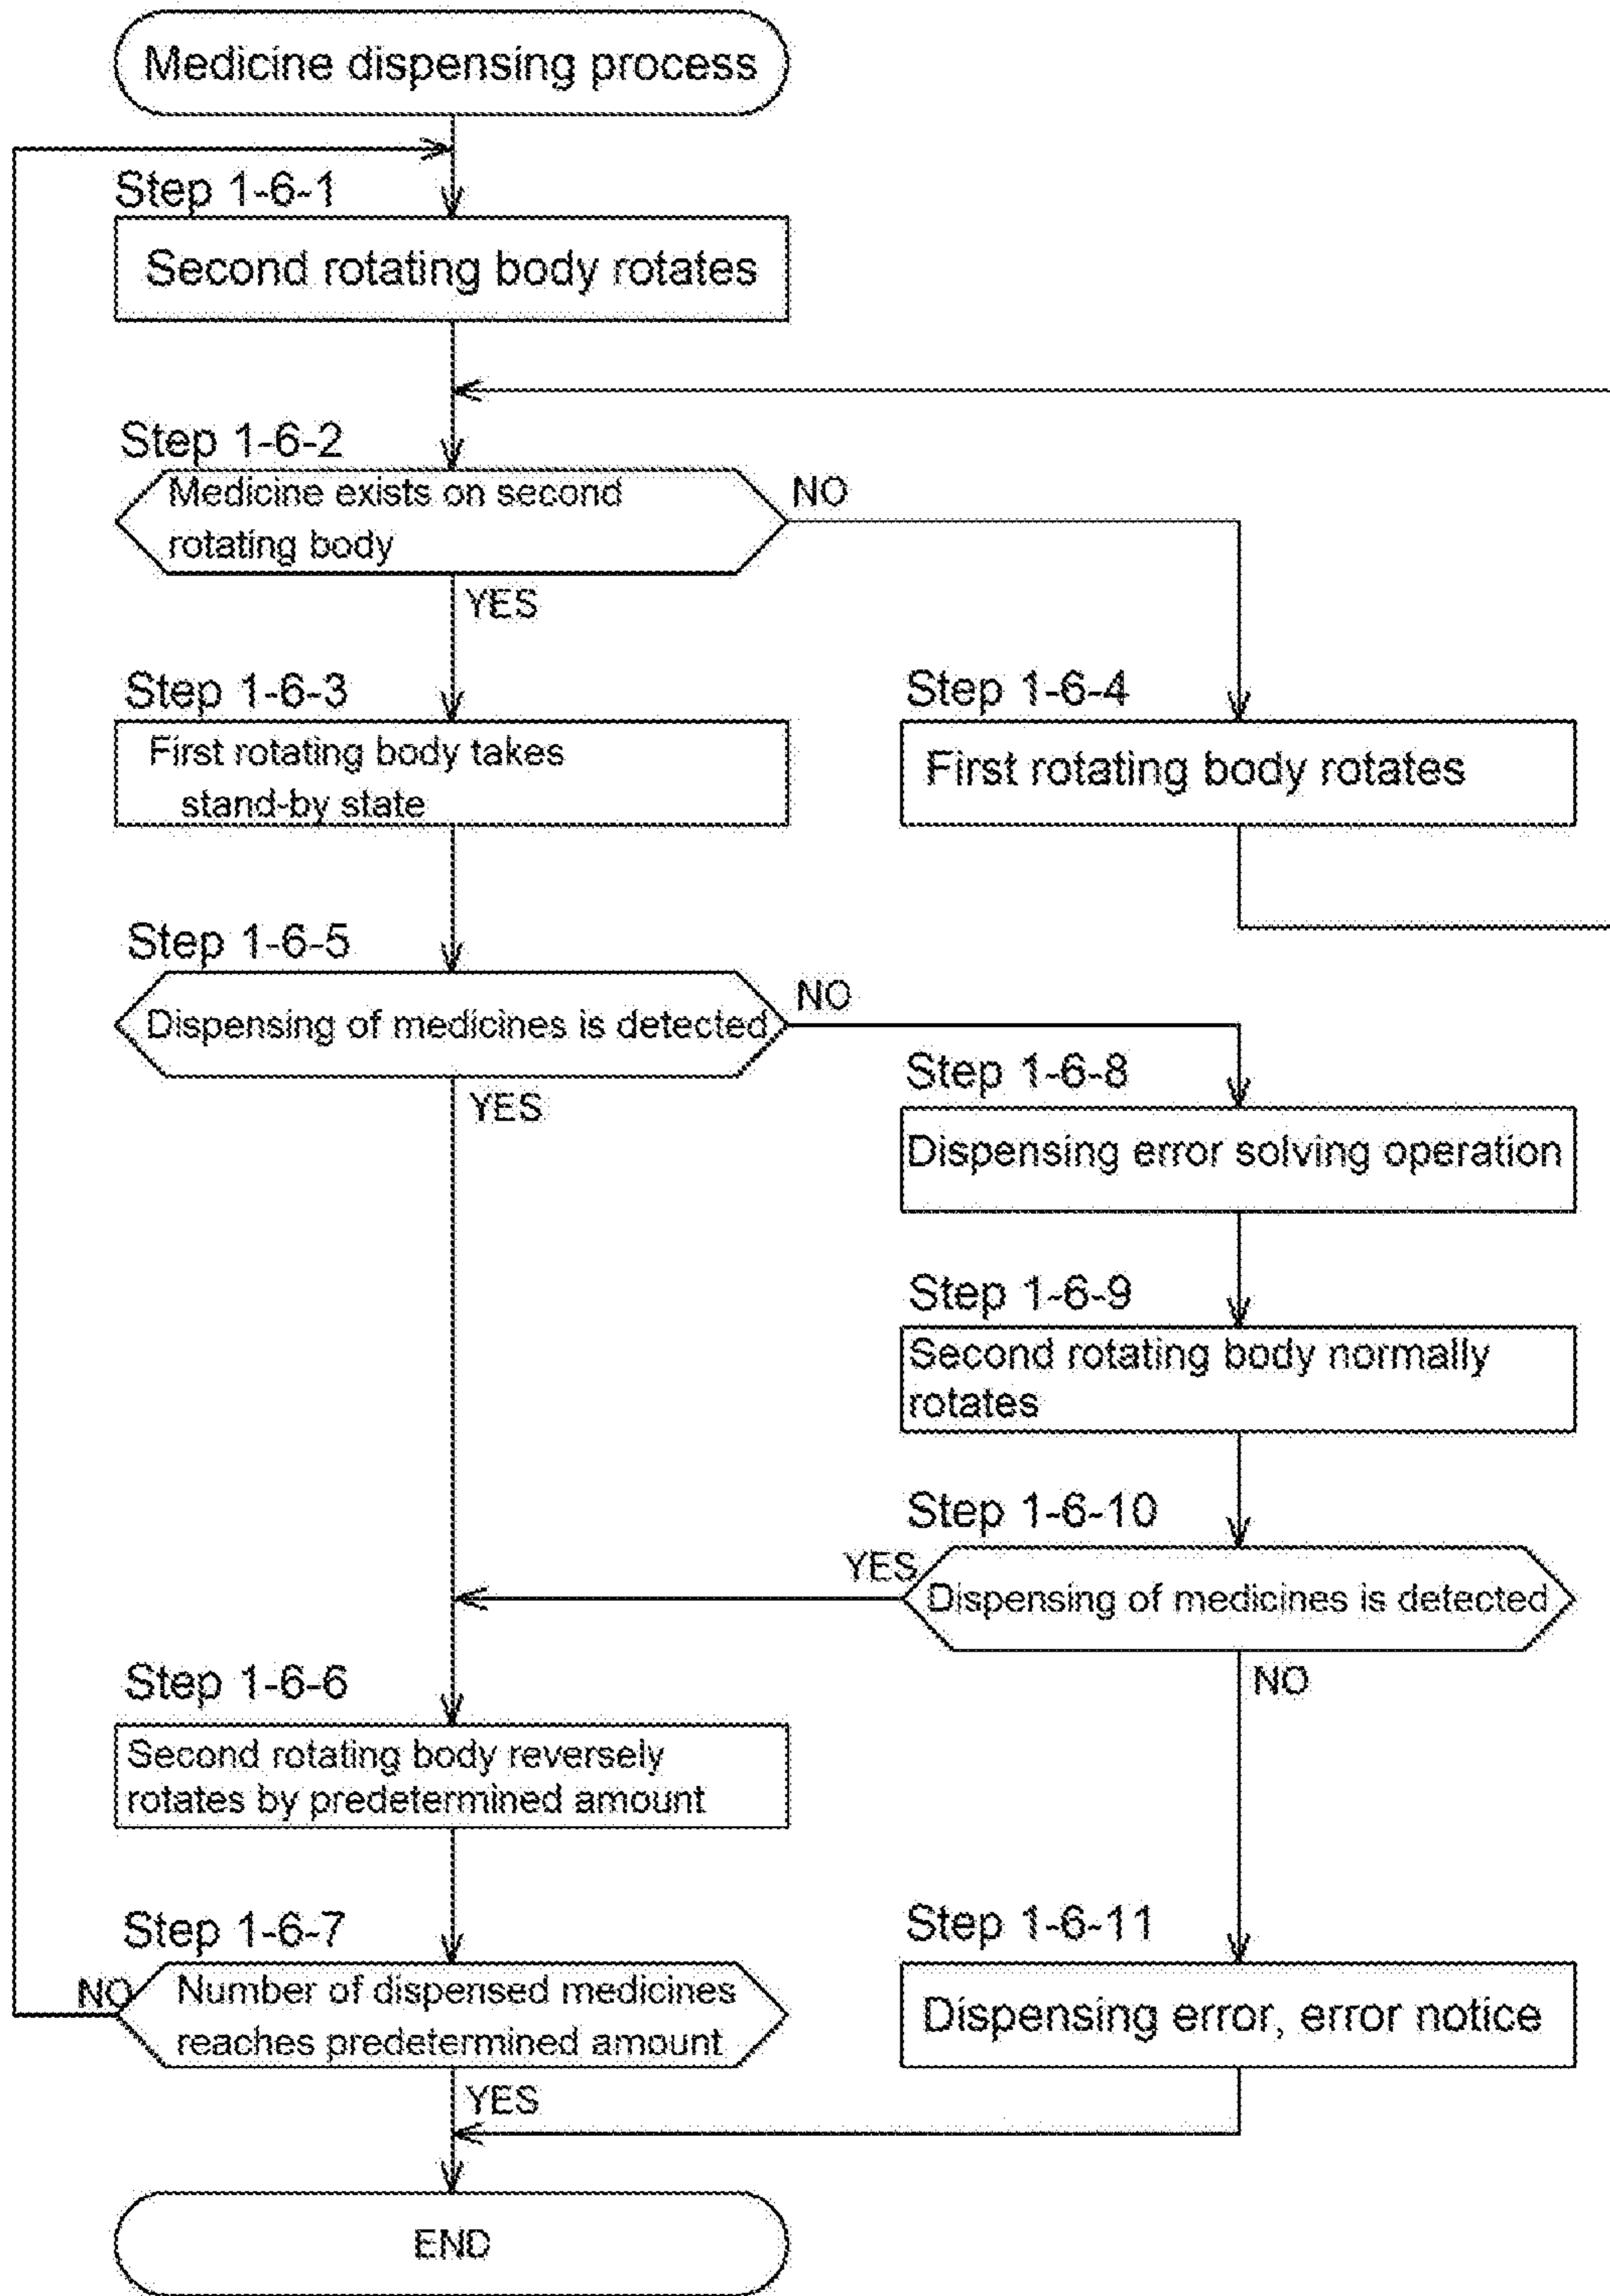 Medicine dispensing process
Step 1-6-1
Second rotating body rotates
Step 1-6-2
Medicine exists on second
rotating body
NO
YES
Step 1-6-3
First rotating body takes
stand-by state
Step 1-6-4
First rotating body rotates
Step 1-6-5
Dispensing of medicines is detected
NO
YES
Step 1-6-8
Dispensing error solving operation
Step 1-6-9
Second rotating body normally
rotates
Step 1-6-10
YES
Dispensing of medicines is detected
NO
Step 1-6-6
Second rotating body reversely
rotates by predetermined amount
Step 1-6-7
NO
Number of dispensed medicines
reaches predetermined amount
YES
Step 1-6-11
Dispensing error, error notice
END